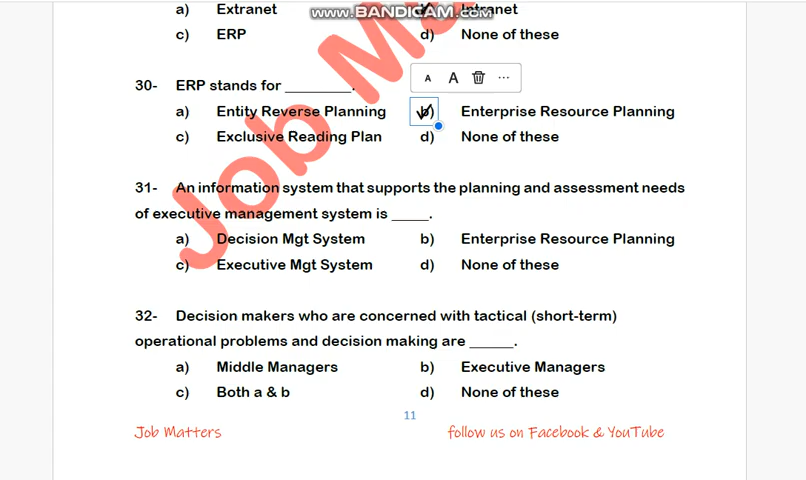 www.BANDICAM.com
a) Extranet Intranet
c) ERP d) None of these
Job Ma
A A ...
30- ERP stands for _________.
a) Entity Reverse Planning b) Enterprise Resource Planning
c) Exclusive Reading Plan d) None of these
31- An information system that supports the planning and assessment needs
of executive management system is _____.
a) Decision Mgt System b) Enterprise Resource Planning
c) Executive Mgt System d) None of these
32- Decision makers who are concerned with tactical (short-term)
operational problems and decision making are ______.
a) Middle Managers b) Executive Managers
c) Both a & b d) None of these
11
Job Matters follow us on Facebook & YouTube